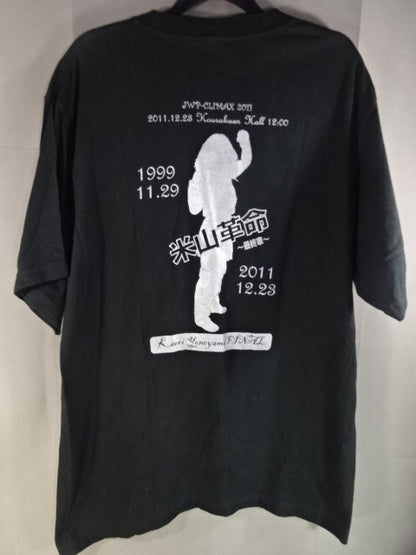 JWP-CLIMAX 2011
2011.12.23 Kourakuen Hall 12:00
1999
11.29
米山革命
~最終章~
2011
12.23
Kaori Yoneyama FINAL